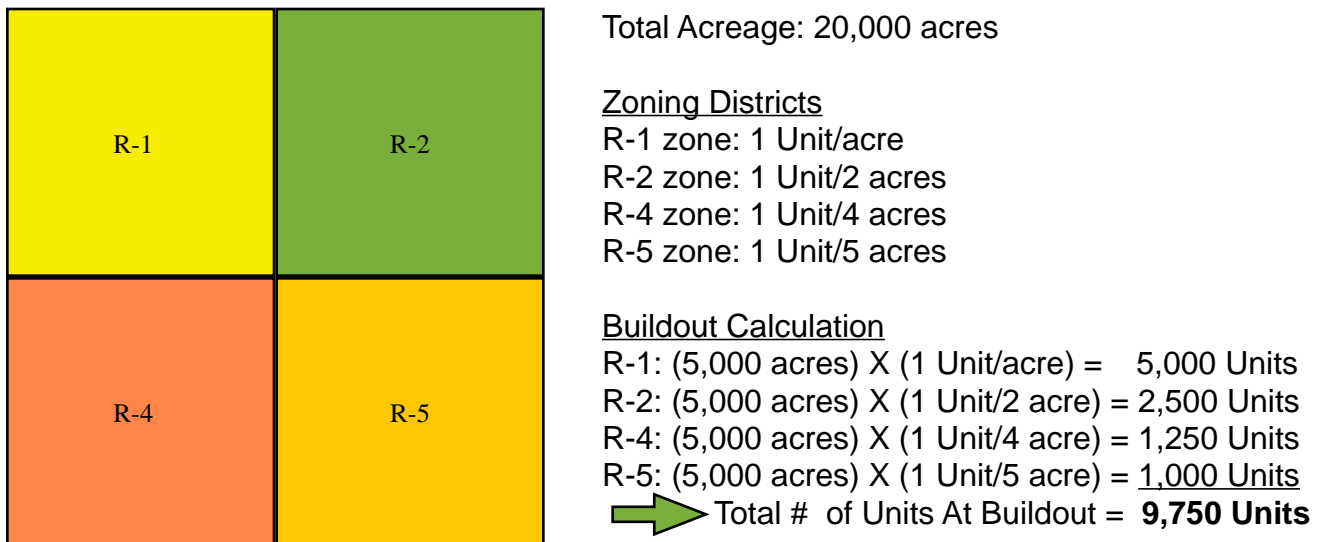 R-1
R-2
R-4
R-5
Total Acreage: 20,000 acres
Zoning Districts
R-1 zone: 1 Unit/acre
R-2 zone: 1 Unit/2 acres
R-4 zone: 1 Unit/4 acres
R-5 zone: 1 Unit/5 acres
Buildout Calculation
R-1: (5,000 acres) X (1 Unit/acre) = 5,000 Units
R-2: (5,000 acres) X (1 Unit/2 acre) = 2,500 Units
R-4: (5,000 acres) X (1 Unit/4 acre) = 1,250 Units
R-5: (5,000 acres) X (1 Unit/5 acre) = 1,000 Units
Total # of Units At Buildout = 9,750 Units